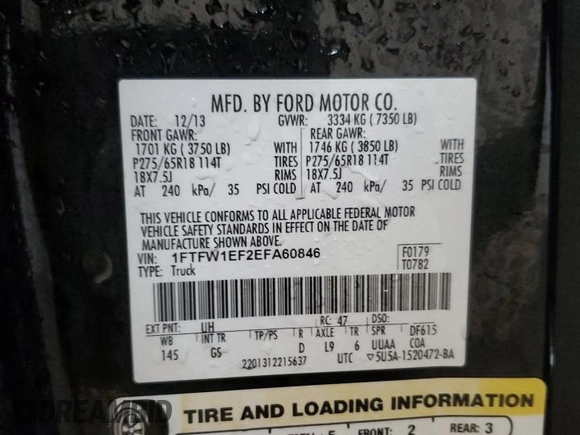 MFD. BY FORD MOTOR CO.
DATE: 12/13 GVWR: 3334 KG ( 7350 LB)
FRONT GAWR: REAR GAWR:
1701 KG ( 3750 LB) WITH 1746 KG ( 3850LB) WITH
P275/65R18 114T TIRES P275/65R18 114T TIRES
18X7.5J RIMS 18X7.5J RIMS
AT 240 kPa/ 35 PSI COLD AT 240 kPa/ 35 PSI COLD
THIS VEHICLE CONFORMS TO ALL APPLICABLE FEDERAL MOTOR
VEHICLE SAFETY STANDARDS IN EFFECT ON THE DATE OF
MANUFACTURE SHOWN ABOVE.
VIN: 1FTFW1EF2EFA60846 F0179
TYPE: Truck T0782
EXT PNT: UH RC: 47 DSO:
WB INT TR TP/PS R AXLE TR SPR DF615
145 GS D L9 6 UUAA COA
2201312215637 UTC ▽5U5A-1520472-BA
TIRE AND LOADING INFORMATION
5 FRONT: 2 REAR: 3
DREAMBID